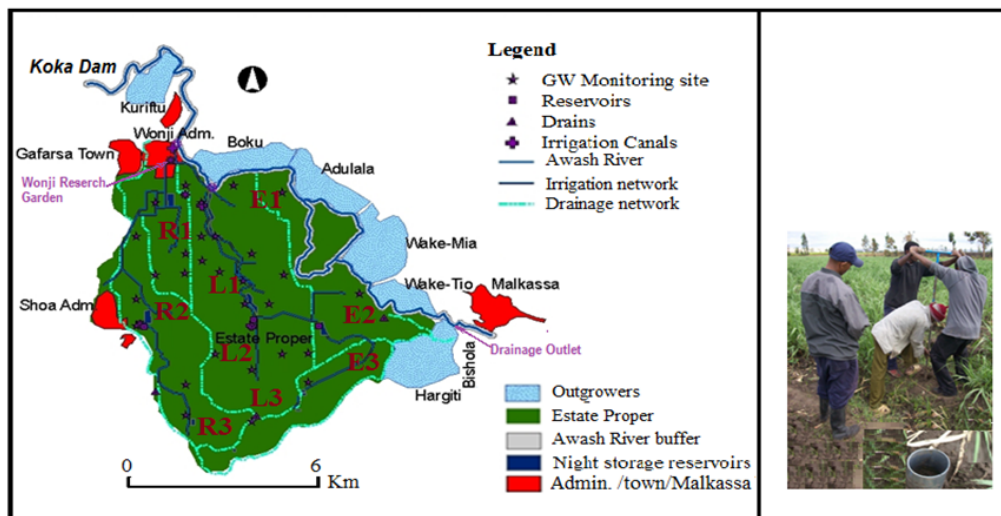 Koka Dam
Kuriftu
Wonji Adm.
Gafarsa Town
Boku
Adulala
Wonji Reserch
Garden
E1
R1
Wake-Mia
L1
Wake-Tio
Malkassa
Shoa Adm
R2
E2
Estate Proper
Drainage Outlet
L2
E3
Bishola
Hargiti
L3
R3
0
6
Km
Legend
GW Monitoring site
Reservoirs
Drains
Irrigation Canals
Awash River
Irrigation network
Drainage network
Outgrowers
Estate Proper
Awash River buffer
Night storage reservoirs
Admin. /town/Malkassa